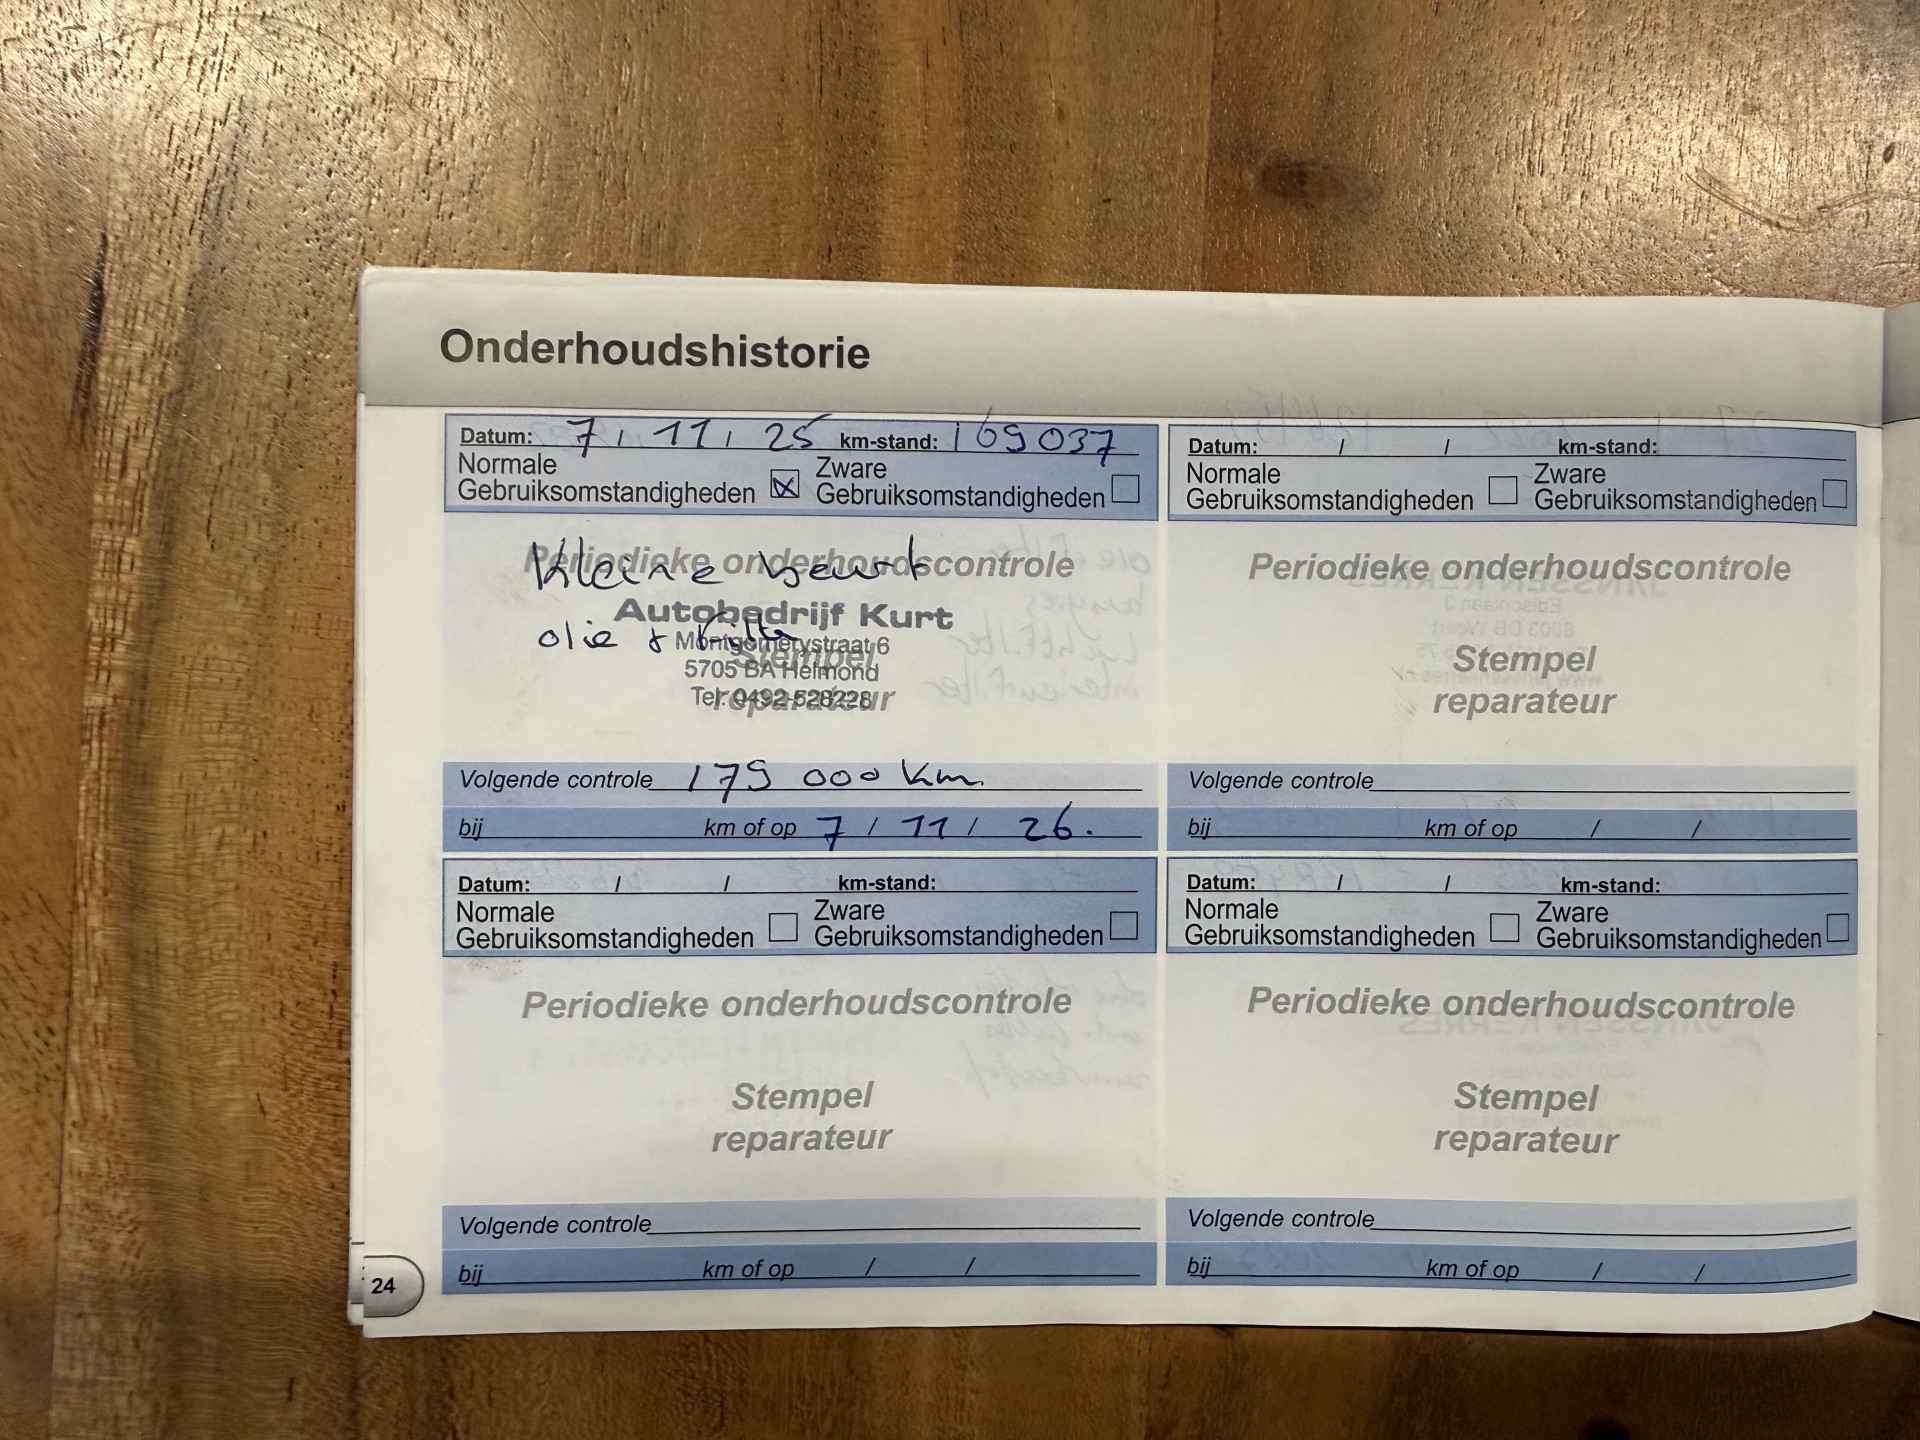 Onderhoudshistorie
Datum: 7 / 11 / 25 km-stand: 169037
Normale Gebruiksomstandigheden Zware Gebruiksomstandigheden
Periodieke onderhoudscontrole
Kleine beurt
Autobedrijf Kurt
olie + filter
Montgomerystraat 6
Stempel
5705 BA Helmond
Tel. 0492-528228
reparateur
Volgende controle 179 000 km.
bij km of op 7 / 11 / 26.
Datum: / / km-stand:
Normale Gebruiksomstandigheden Zware Gebruiksomstandigheden
Periodieke onderhoudscontrole
Stempel
reparateur
Volgende controle
bij km of op / /
Datum: / / km-stand:
Normale Gebruiksomstandigheden Zware Gebruiksomstandigheden
Periodieke onderhoudscontrole
Stempel
reparateur
Volgende controle
bij km of op / /
Datum: / / km-stand:
Normale Gebruiksomstandigheden Zware Gebruiksomstandigheden
Periodieke onderhoudscontrole
Stempel
reparateur
Volgende controle
bij km of op / /
24